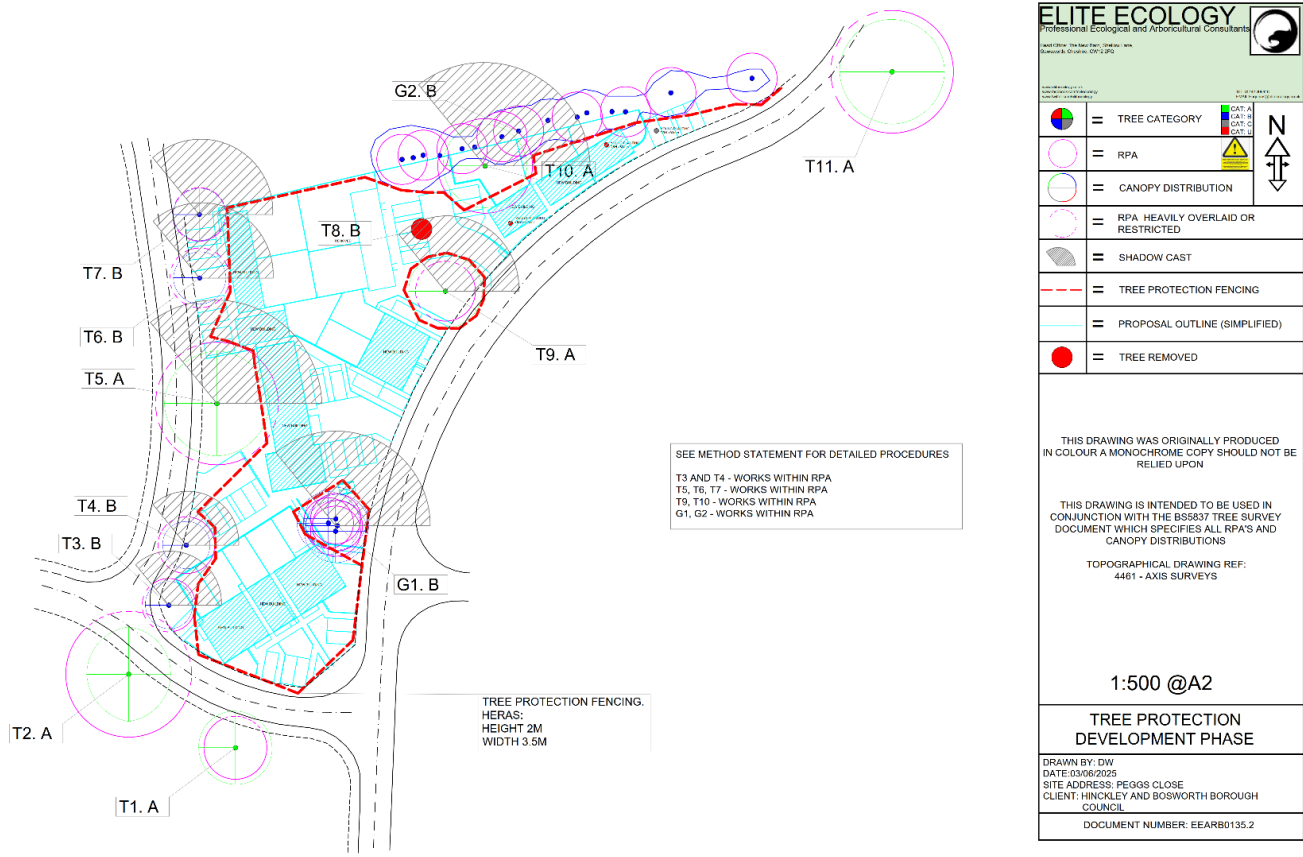 G2. B
T10. A
T11. A
T8. B
T7. B
T6. B
T9. A
T5. A
T4. B
T3. B
G1. B
T2. A
T1. A
NEW BUILDING
SEE METHOD STATEMENT FOR DETAILED PROCEDURES
T3 AND T4 - WORKS WITHIN RPA
T5, T6, T7 - WORKS WITHIN RPA
T9, T10 - WORKS WITHIN RPA
G1, G2 - WORKS WITHIN RPA
TREE PROTECTION FENCING.
HERAS:
HEIGHT 2M
WIDTH 3.5M
ELITE ECOLOGY
Professional Ecological and Arboricultural Consultants
= TREE CATEGORY
CAT: A
CAT: B
CAT: C
CAT: U
N
= RPA
= CANOPY DISTRIBUTION
= RPA HEAVILY OVERLAID OR
RESTRICTED
= SHADOW CAST
= TREE PROTECTION FENCING
= PROPOSAL OUTLINE (SIMPLIFIED)
= TREE REMOVED
THIS DRAWING WAS ORIGINALLY PRODUCED
IN COLOUR A MONOCHROME COPY SHOULD NOT BE
RELIED UPON
THIS DRAWING IS INTENDED TO BE USED IN
CONJUNCTION WITH THE BS5837 TREE SURVEY
DOCUMENT WHICH SPECIFIES ALL RPA'S AND
CANOPY DISTRIBUTIONS
TOPOGRAPHICAL DRAWING REF:
4461 - AXIS SURVEYS
1:500 @A2
TREE PROTECTION
DEVELOPMENT PHASE
DRAWN BY: DW
DATE:03/06/2025
SITE ADDRESS: PEGGS CLOSE
CLIENT: HINCKLEY AND BOSWORTH BOROUGH
COUNCIL
DOCUMENT NUMBER: EEARB0135.2